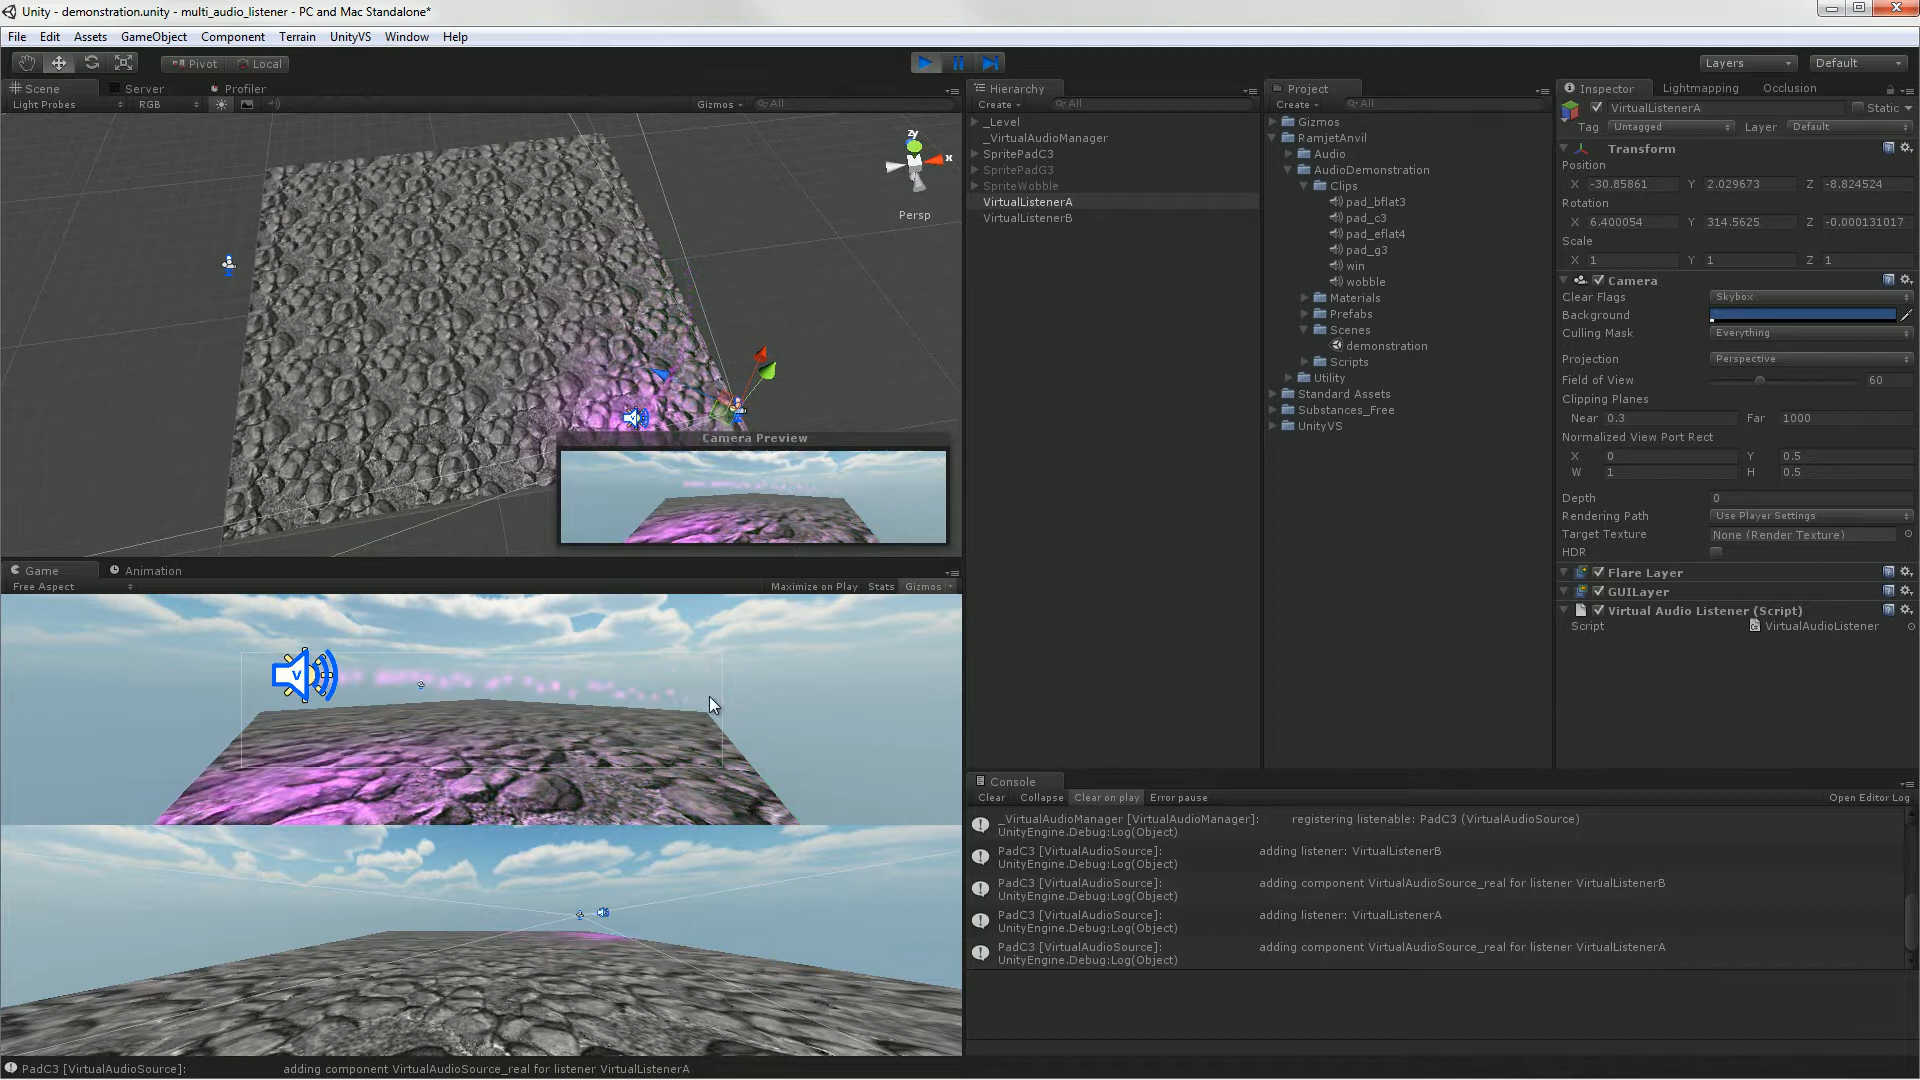 Unity - demonstration.unity - multi_audio_listener - PC and Mac Standalone*
File Edit Assets GameObject Component Terrain UnityVS Window Help
Pivot Local
Layers
Default
Scene Server Profiler
Light Probes RGB Gizmos All
zy
x
Persp
Camera Preview
Game Animation
Free Aspect Maximize on Play Stats Gizmos
V
Hierarchy
Create All
_Level
_VirtualAudioManager
SpritePadC3
SpritePadG3
SpriteWobble
VirtualListenerA
VirtualListenerB
Project
Create All
Gizmos
RamjetAnvil
Audio
AudioDemonstration
Clips
pad_bflat3
pad_c3
pad_eflat4
pad_g3
win
wobble
Materials
Prefabs
Scenes
demonstration
Scripts
Utility
Standard Assets
Substances_Free
UnityVS
Inspector Lightmapping Occlusion
VirtualListenerA Static
Tag Untagged Layer Default
Transform
Position
X -30.85861 Y 2.029673 Z -8.824524
Rotation
X 6.400054 Y 314.5625 Z -0.000131017
Scale
X 1 Y 1 Z 1
Camera
Clear Flags Skybox
Background
Culling Mask Everything
Projection Perspective
Field of View 60
Clipping Planes
Near 0.3 Far 1000
Normalized View Port Rect
X 0 Y 0.5
W 1 H 0.5
Depth 0
Rendering Path Use Player Settings
Target Texture None (Render Texture)
HDR
Flare Layer
GUILayer
Virtual Audio Listener (Script)
Script VirtualAudioListener
Console
Clear Collapse Clear on play Error pause Open Editor Log
_VirtualAudioManager [VirtualAudioManager]: registering listenable: PadC3 (VirtualAudioSource)
UnityEngine.Debug:Log(Object)
PadC3 [VirtualAudioSource]: adding listener: VirtualListenerB
UnityEngine.Debug:Log(Object)
PadC3 [VirtualAudioSource]: adding component VirtualAudioSource_real for listener VirtualListenerB
UnityEngine.Debug:Log(Object)
PadC3 [VirtualAudioSource]: adding listener: VirtualListenerA
UnityEngine.Debug:Log(Object)
PadC3 [VirtualAudioSource]: adding component VirtualAudioSource_real for listener VirtualListenerA
UnityEngine.Debug:Log(Object)
PadC3 [VirtualAudioSource]: adding component VirtualAudioSource_real for listener VirtualListenerA